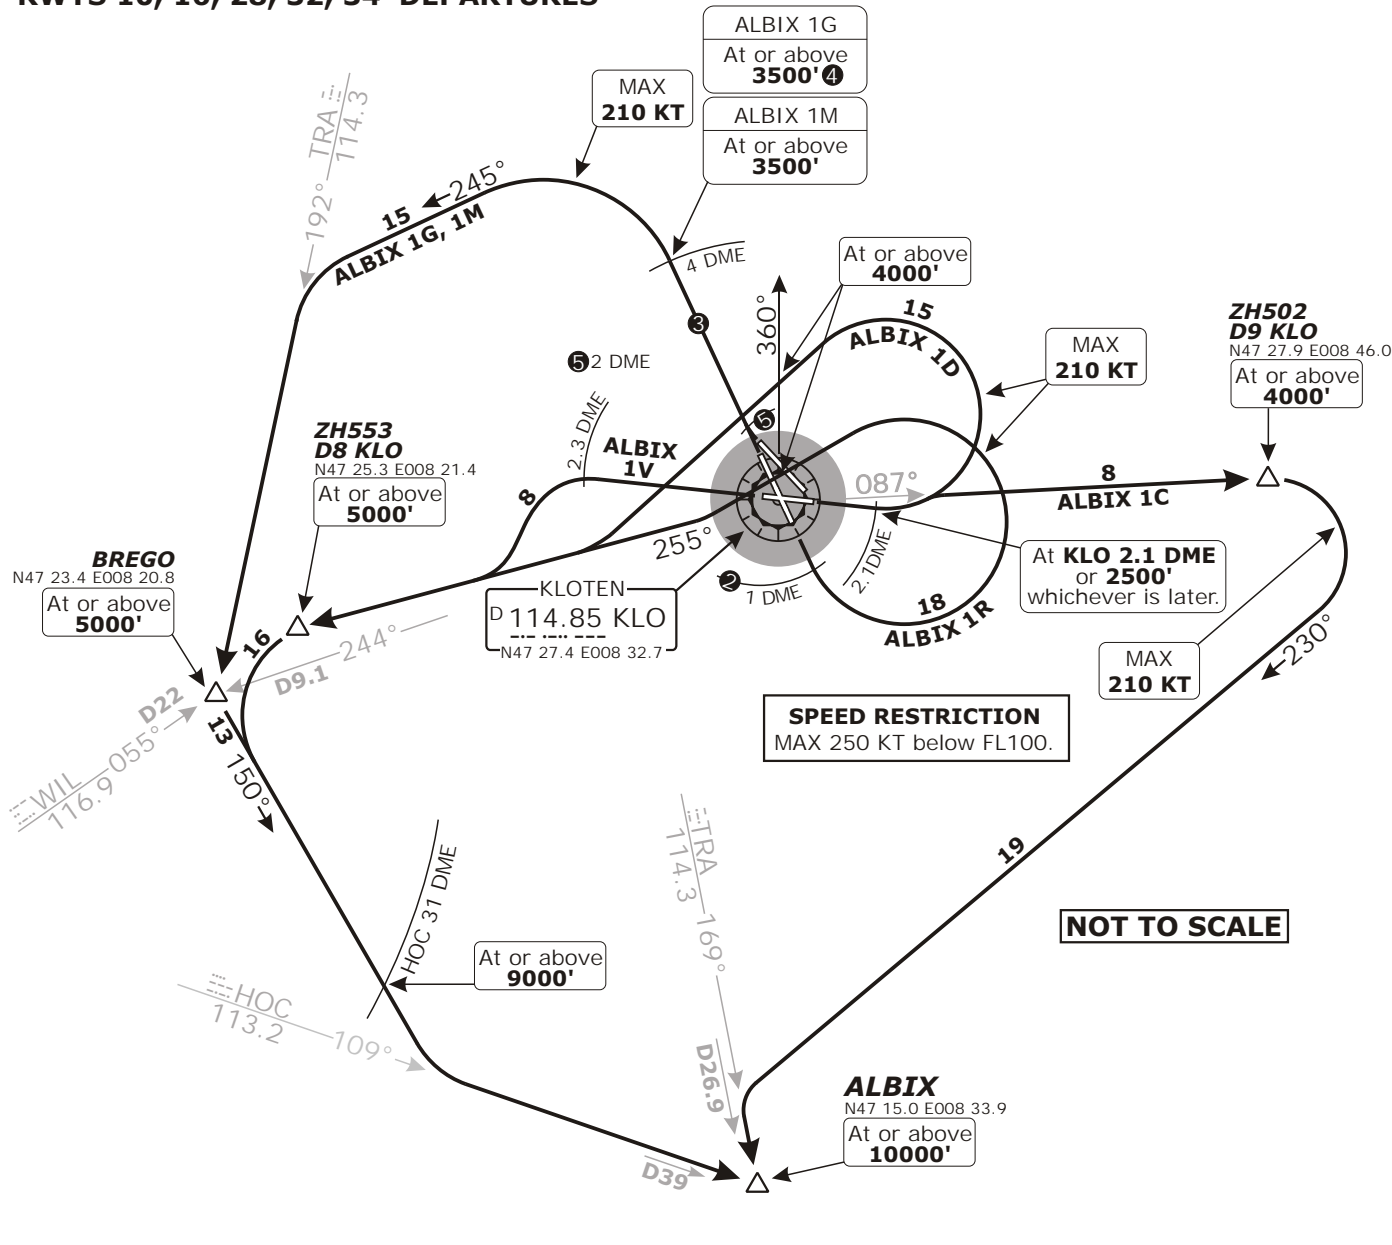 ALBIX 1G
At or above
3500' 4
ALBIX 1M
At or above
3500'
MAX
210 KT
TRA
114.3
192°
245°
15
ALBIX 1G, 1M
4 DME
3
At or above
4000'
360°
15
ALBIX 1D
MAX
210 KT
ZH502
D9 KLO
N47 27.9 E008 46.0
At or above
4000'
5 2 DME
5
2.3 DME
ALBIX
1V
8
ZH553
D8 KLO
N47 25.3 E008 21.4
At or above
5000'
087°
8
ALBIX 1C
255°
2.1DME
At KLO 2.1 DME
or 2500'
whichever is later.
2
1 DME
KLOTEN
D 114.85 KLO
N47 27.4 E008 32.7
18
ALBIX 1R
BREGO
N47 23.4 E008 20.8
At or above
5000'
16
244°
D9.1
D22
055°
WIL
116.9
13
150°
MAX
210 KT
230°
SPEED RESTRICTION
MAX 250 KT below FL100.
19
TRA
114.3
169°
D26.9
HOC 31 DME
At or above
9000'
NOT TO SCALE
HOC
113.2
109°
D39
ALBIX
N47 15.0 E008 33.9
At or above
10000'